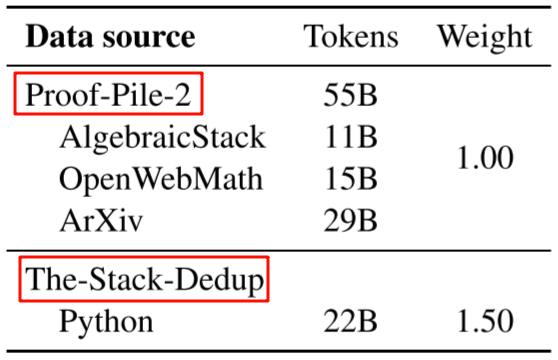 Data source Tokens Weight
Proof-Pile-2 55B
AlgebraicStack 11B
1.00
OpenWebMath 15B
ArXiv 29B
The-Stack-Dedup
Python 22B 1.50